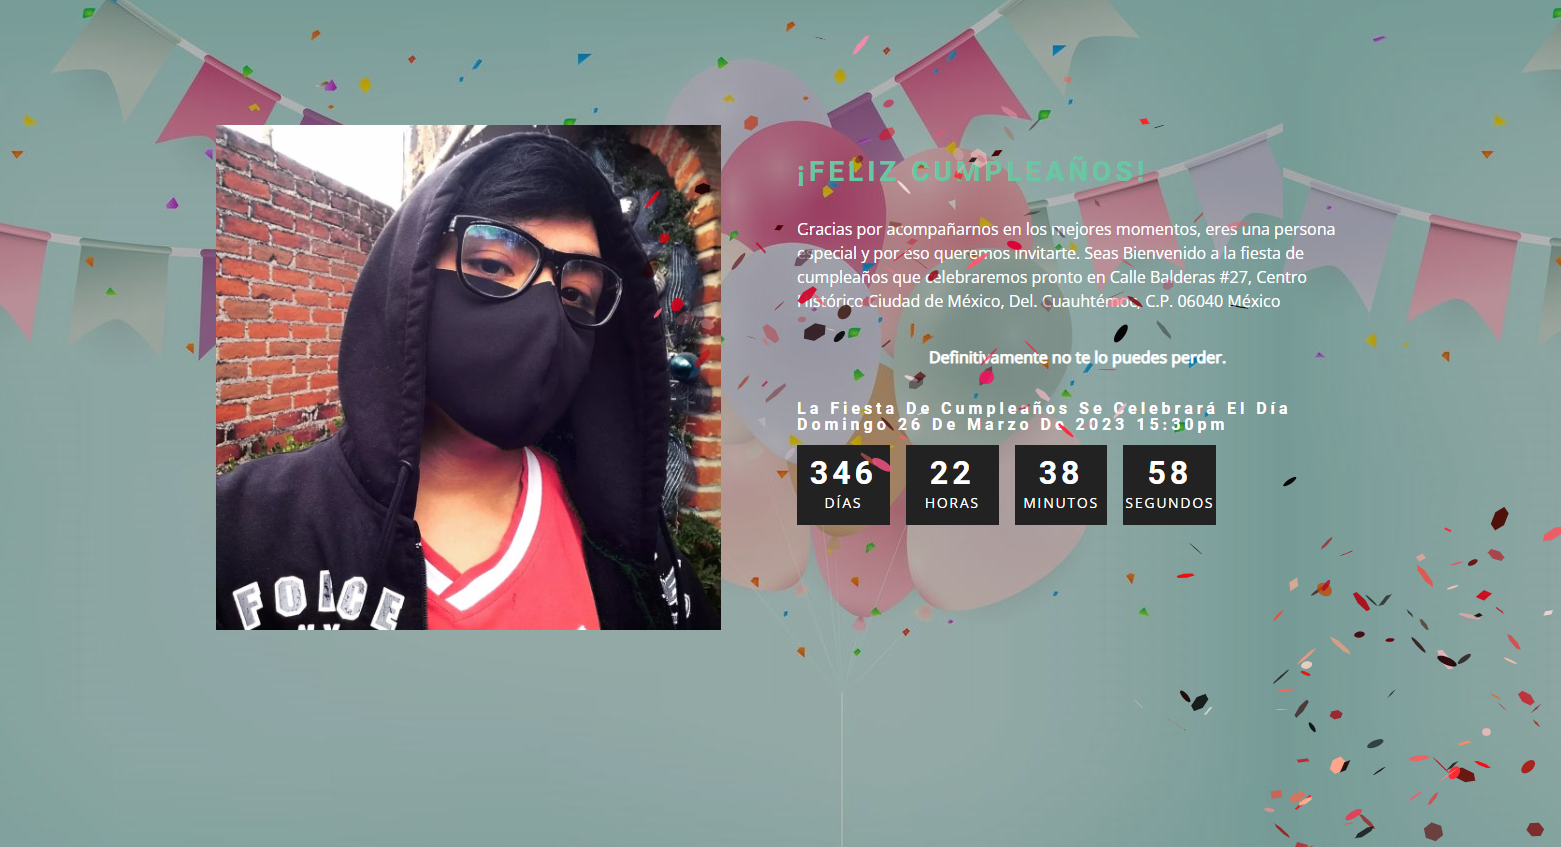 ¡FELIZ CUMPLEAÑOS!
Gracias por acompañarnos en los mejores momentos, eres una persona
especial y por eso queremos invitarte. Seas Bienvenido a la fiesta de
cumpleaños que celebraremos pronto en Calle Balderas #27, Centro
Histórico Ciudad de México, Del. Cuauhtémoc, C.P. 06040 México
Definitivamente no te lo puedes perder.
La Fiesta De Cumpleaños Se Celebrará El Día
Domingo 26 De Marzo De 2023 15:30pm
346 22 38 58
DÍAS HORAS MINUTOS SEGUNDOS